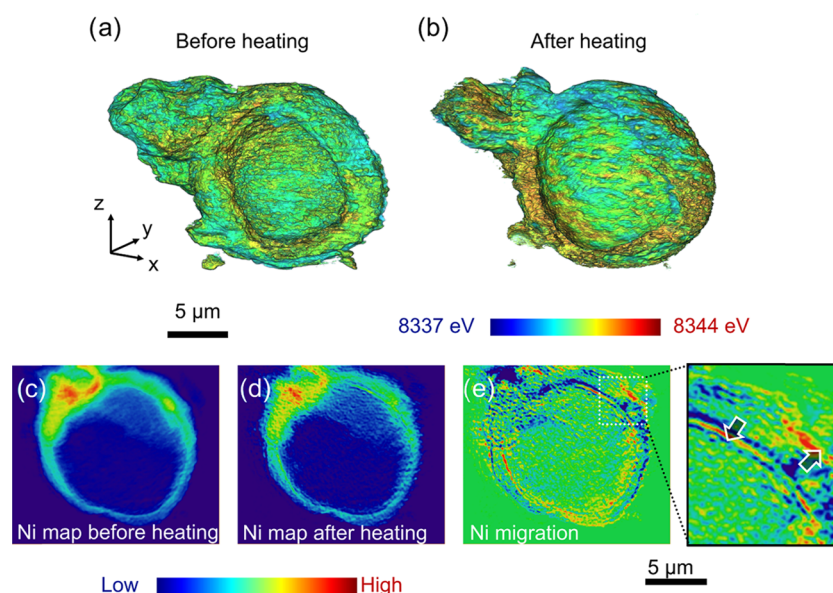 (a)
Before heating
(b)
After heating
z
y
x
5 μm
8337 eV
8344 eV
(c)
Ni map before heating
(d)
Ni map after heating
(e)
Ni migration
Low
High
5 μm